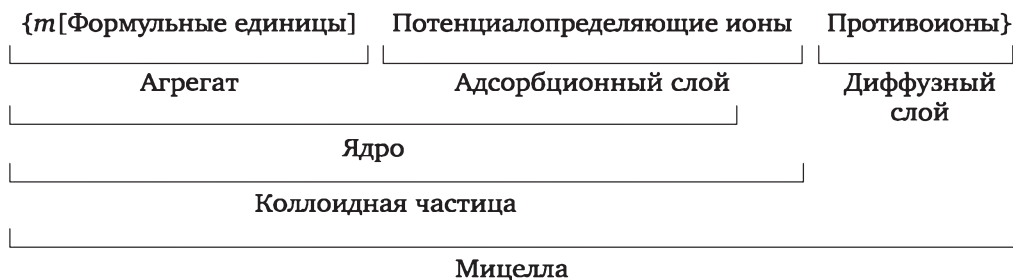 {m[Формульные единицы] Потенциалопределяющие ионы Противоионы}
Агрегат Адсорбционный слой Диффузный
слой
Ядро
Коллоидная частица
Мицелла